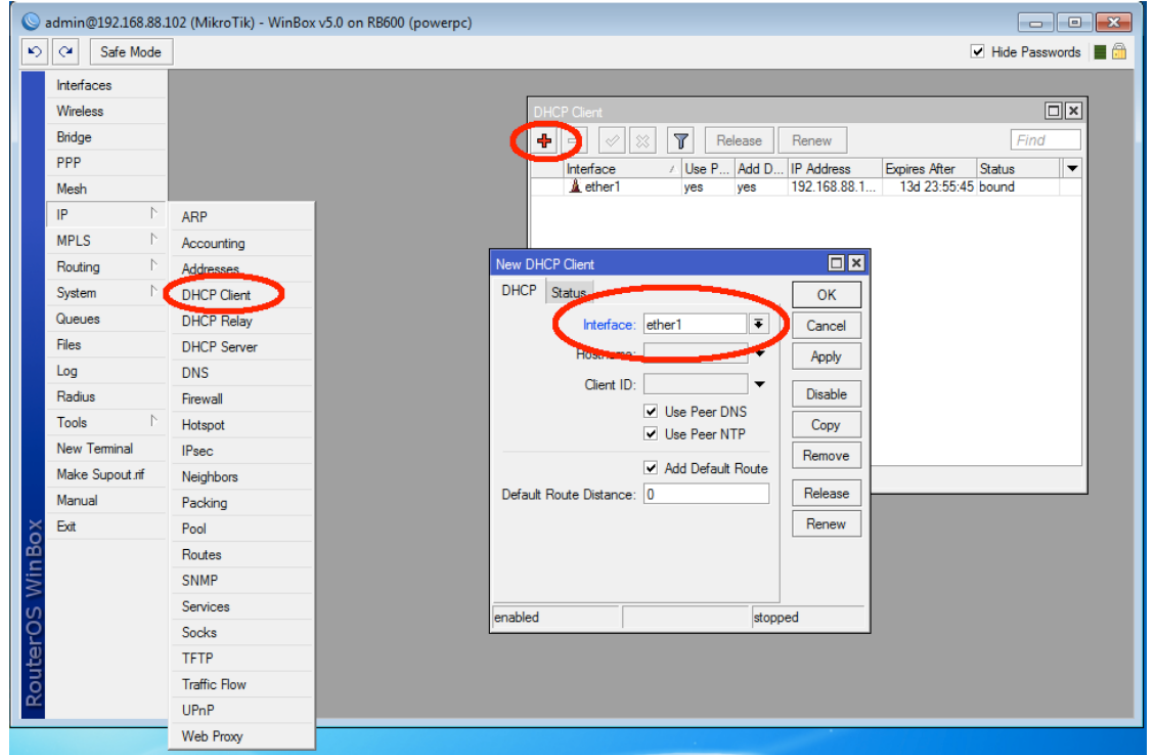 admin@192.168.88.102 (MikroTik) - WinBox v5.0 on RB600 (powerpc)
Safe Mode
Hide Passwords
Interfaces
Wireless
Bridge
PPP
Mesh
IP
MPLS
Routing
System
Queues
Files
Log
Radius
Tools
New Terminal
Make Supout.rif
Manual
Exit
RouterOS WinBox
ARP
Accounting
Addresses
DHCP Client
DHCP Relay
DHCP Server
DNS
Firewall
Hotspot
IPsec
Neighbors
Packing
Pool
Routes
SNMP
Services
Socks
TFTP
Traffic Flow
UPnP
Web Proxy
DHCP Client
Release Renew Find
Interface Use P... Add D... IP Address Expires After Status
ether1 yes yes 192.168.88.1... 13d 23:55:45 bound
New DHCP Client
DHCP Status
Interface: ether1
Hostname:
Client ID:
Use Peer DNS
Use Peer NTP
Add Default Route
Default Route Distance: 0
OK
Cancel
Apply
Disable
Copy
Remove
Release
Renew
enabled stopped